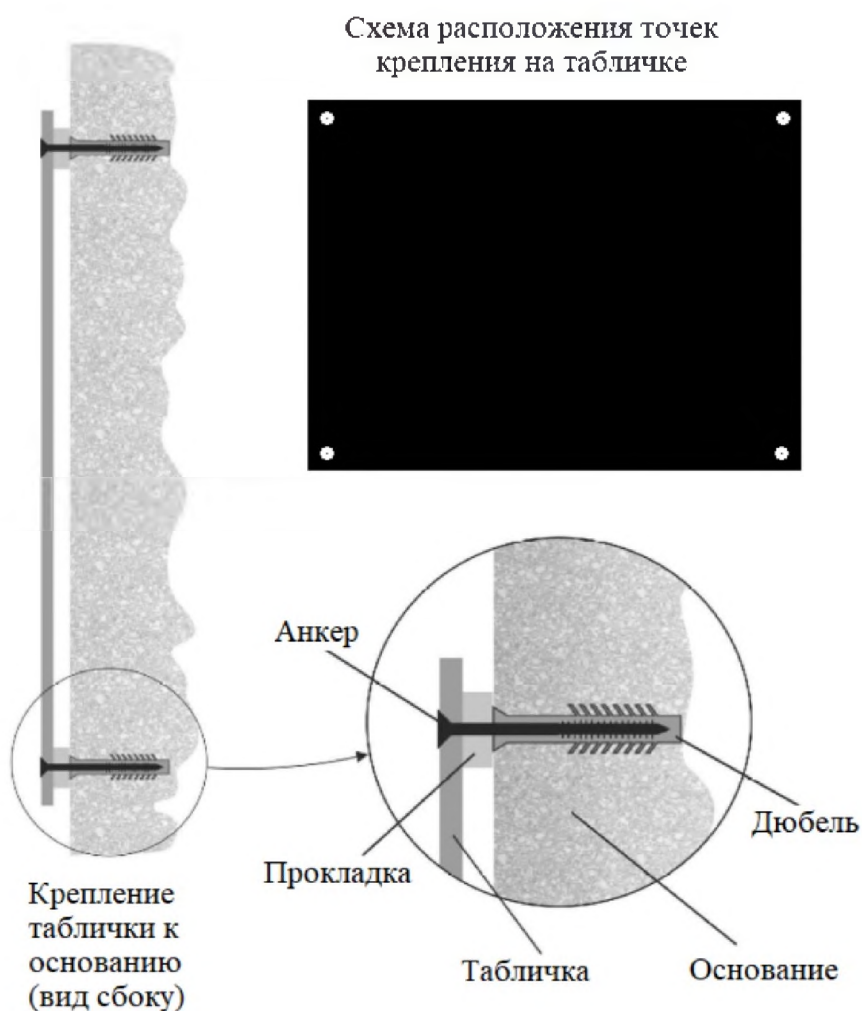 Схема расположения точек
крепления на табличке
Анкер
Дюбель
Прокладка
Табличка
Основание
Крепление
таблички к
основанию
(вид сбоку)